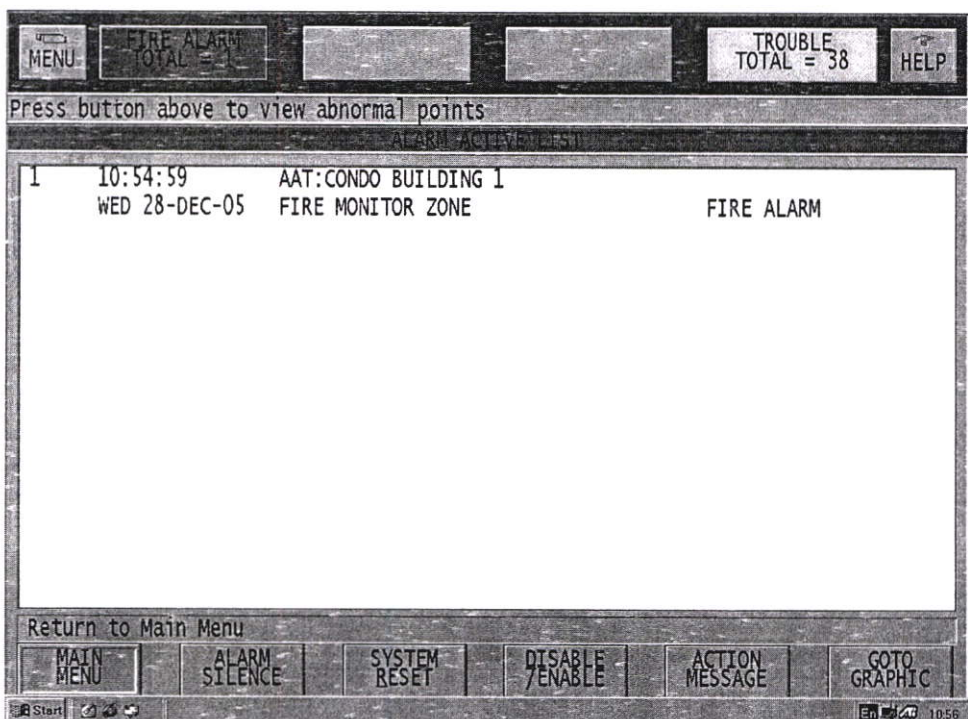 MENU
FIRE ALARM
TOTAL = 1
TROUBLE
TOTAL = 38
HELP
Press button above to view abnormal points
ALARM ACTIVE LIST
1 10:54:59 AAT:CONDO BUILDING 1
WED 28-DEC-05 FIRE MONITOR ZONE FIRE ALARM
Return to Main Menu
MAIN
MENU
ALARM
SILENCE
SYSTEM
RESET
DISABLE
/ENABLE
ACTION
MESSAGE
GOTO
GRAPHIC
Start
En
10:56